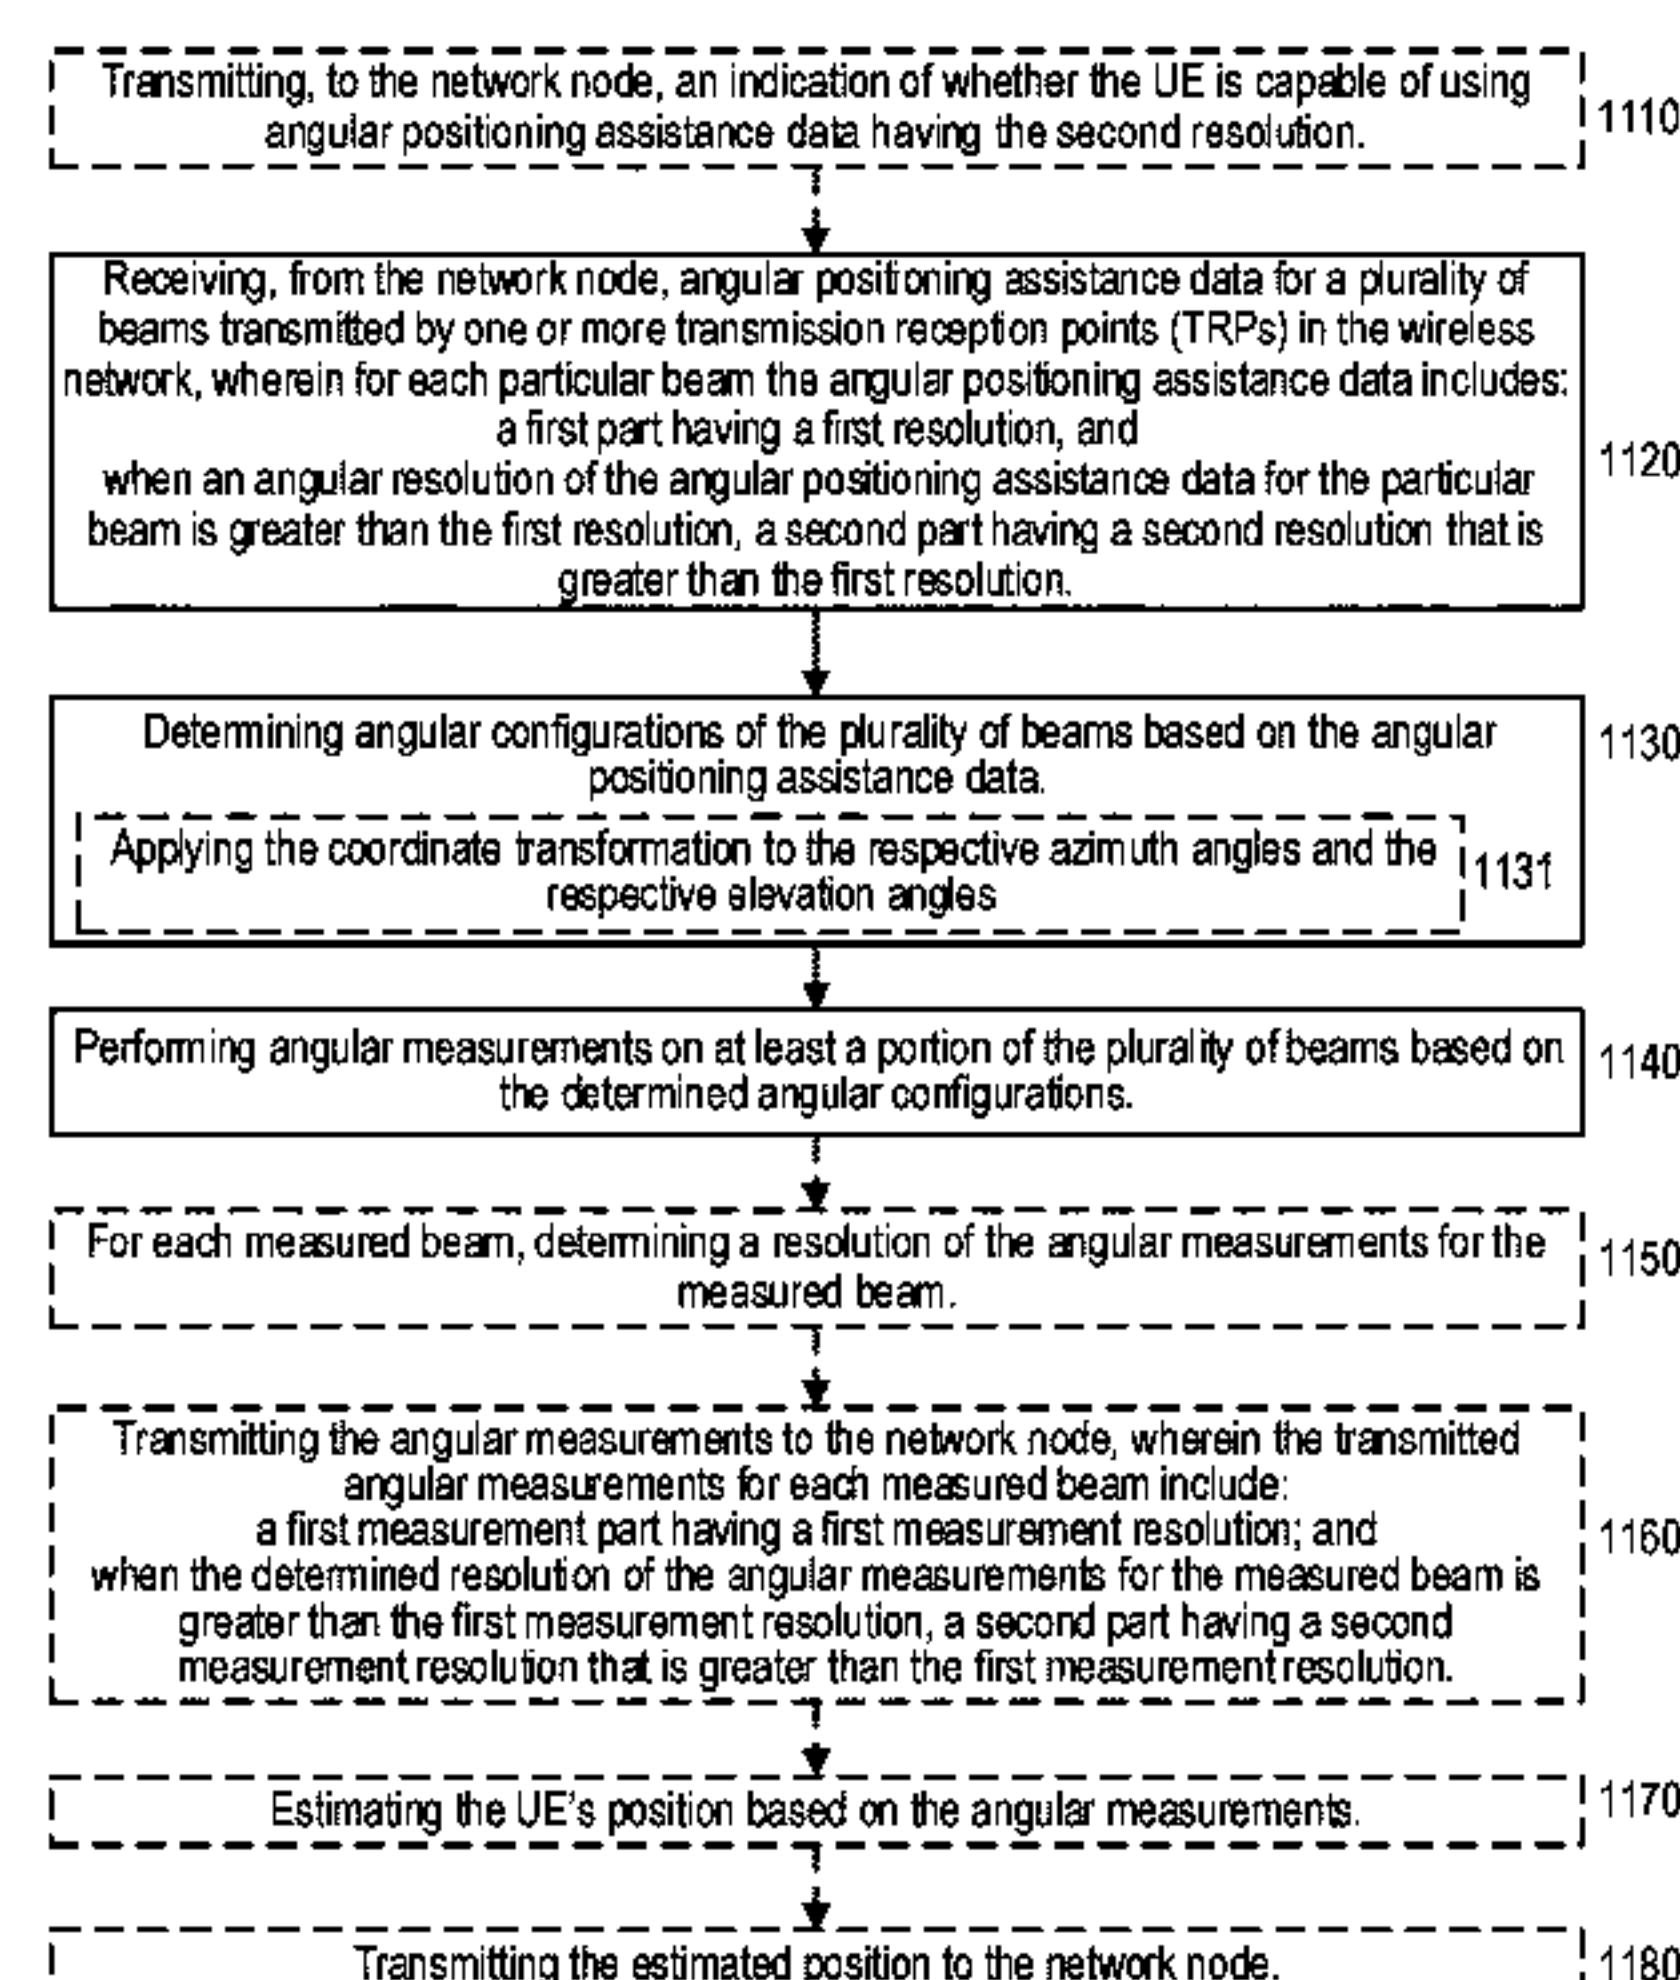 Transmitting, to the network node, an indication of whether the UE is capable of using
angular positioning assistance data having the second resolution.
1110
Receiving, from the network node, angular positioning assistance data for a plurality of
beams transmitted by one or more transmission reception points (TRPs) in the wireless
network, wherein for each particular beam the angular positioning assistance data includes:
a first part having a first resolution, and
when an angular resolution of the angular positioning assistance data for the particular
beam is greater than the first resolution, a second part having a second resolution that is
greater than the first resolution.
1120
Determining angular configurations of the plurality of beams based on the angular
positioning assistance data.
1130
Applying the coordinate transformation to the respective azimuth angles and the
respective elevation angles
1131
Performing angular measurements on at least a portion of the plurality of beams based on
the determined angular configurations.
1140
For each measured beam, determining a resolution of the angular measurements for the
measured beam.
1150
Transmitting the angular measurements to the network node, wherein the transmitted
angular measurements for each measured beam include:
a first measurement part having a first measurement resolution; and
when the determined resolution of the angular measurements for the measured beam is
greater than the first measurement resolution, a second part having a second
measurement resolution that is greater than the first measurement resolution.
1160
Estimating the UE's position based on the angular measurements.
1170
Transmitting the estimated position to the network node.
1180